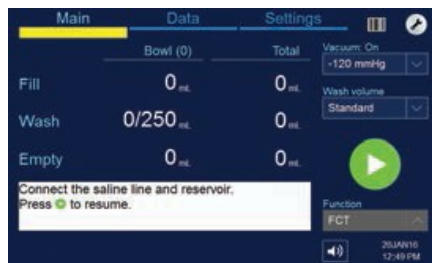 Main Data Settings
Bowl (0) Total Vacuum: On
-120 mmHg
Fill 0 mL 0 mL
Wash volume
Standard
Wash 0/250 mL 0 mL
Empty 0 mL 0 mL
Connect the saline line and reservoir.
Press to resume.
Function
FCT
26JAN16
12:49 PM